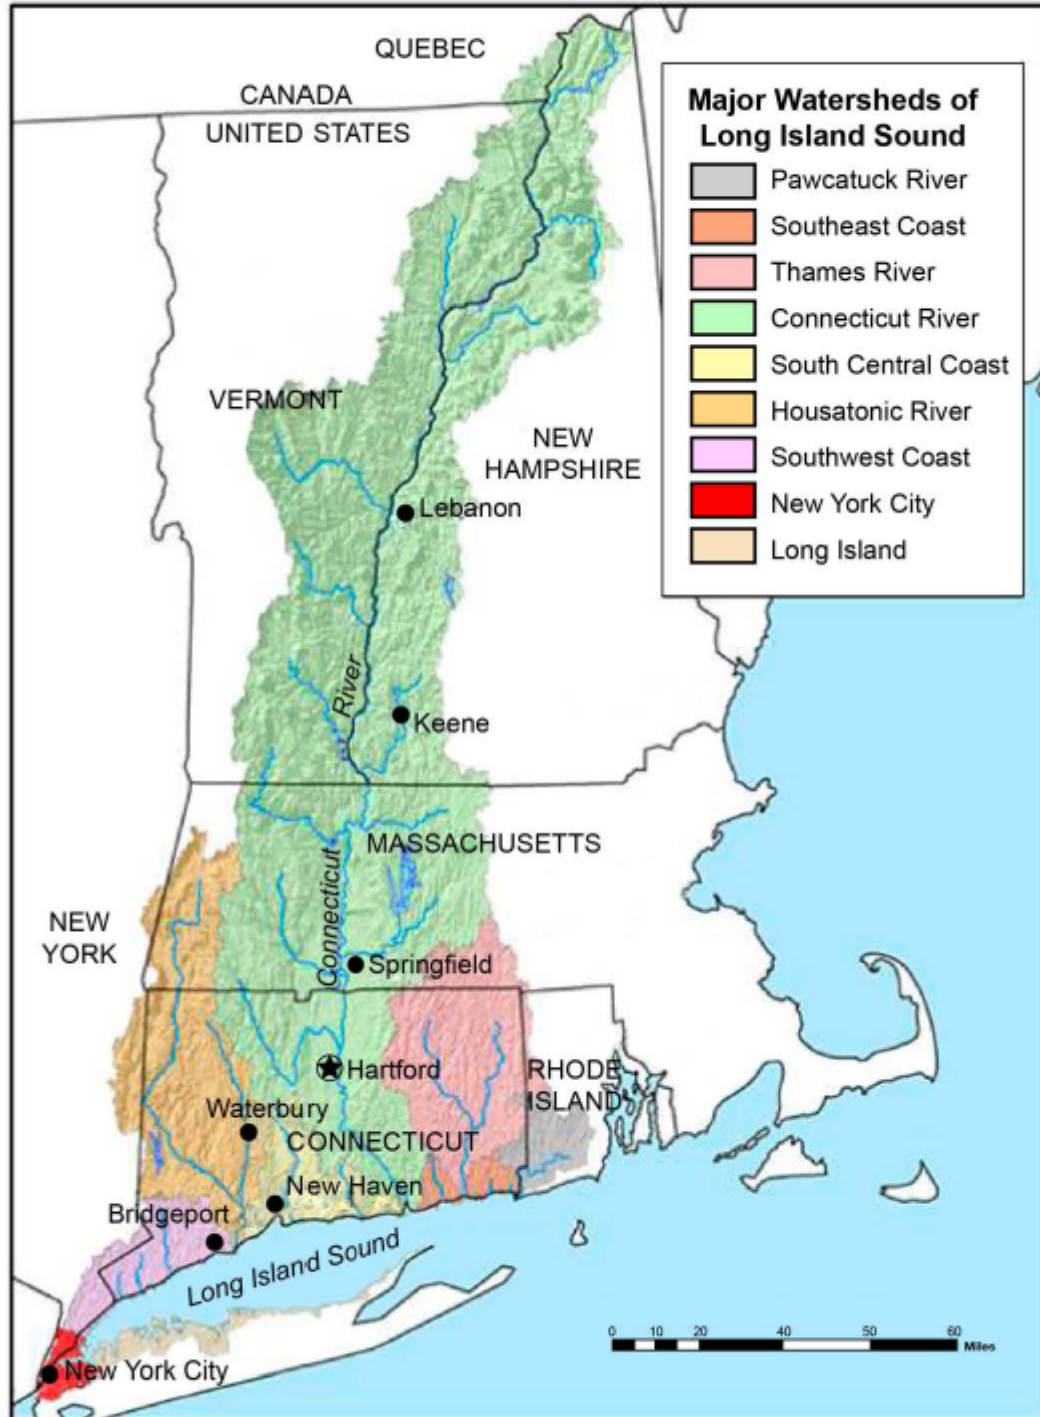 QUEBEC
CANADA
UNITED STATES
Major Watersheds of
Long Island Sound
Pawcatuck River
Southeast Coast
Thames River
Connecticut River
South Central Coast
Housatonic River
Southwest Coast
New York City
Long Island
VERMONT
NEW
HAMPSHIRE
Lebanon
River
Keene
MASSACHUSETTS
Connecticut
NEW
YORK
Springfield
Hartford
RHODE
ISLAND
Waterbury
CONNECTICUT
New Haven
Bridgeport
Long Island Sound
0 10 20 40 50 60
Miles
New York City